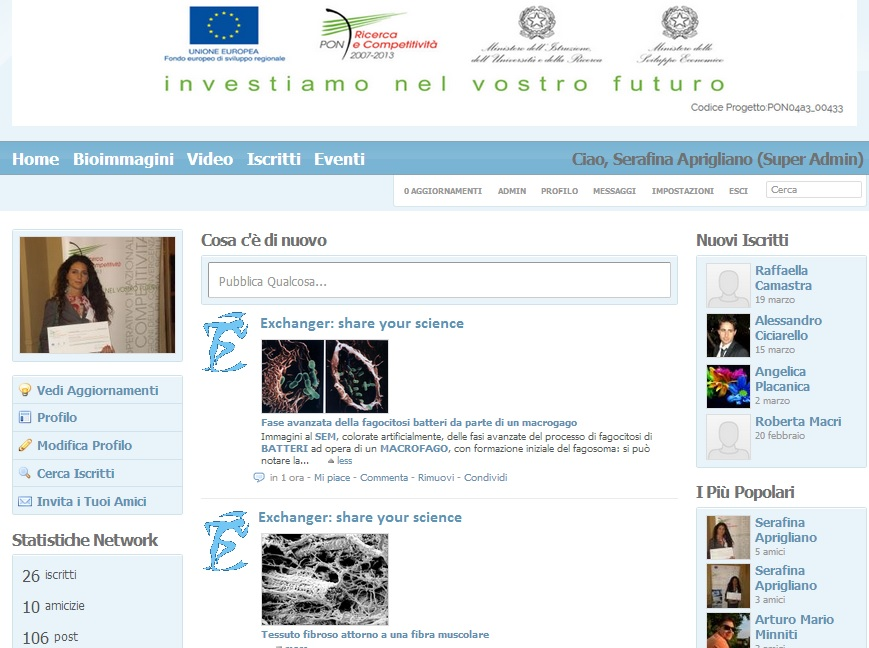 UNIONE EUROPEA
Fondo europeo di sviluppo regionale
PON Ricerca
e Competitività
2007-2013
Ministero dell'Istruzione,
dell'Università e della Ricerca
Ministero dello
Sviluppo Economico
investiamo nel vostro futuro
Codice Progetto:PON04a3_00433
Home Bioimmagini Video Iscritti Eventi
Ciao, Serafina Aprigliano (Super Admin)
0 AGGIORNAMENTI ADMIN PROFILO MESSAGGI IMPOSTAZIONI ESCI Cerca
Vedi Aggiornamenti
Profilo
Modifica Profilo
Cerca Iscritti
Invita i Tuoi Amici
Statistiche Network
26 iscritti
10 amicizie
106 post
Cosa c'è di nuovo
Pubblica Qualcosa...
Exchanger: share your science
Fase avanzata della fagocitosi batteri da parte di un macrogago
Immagini al SEM, colorate artificialmente, delle fasi avanzate del processo di fagocitosi di
BATTERI ad opera di un MACROFAGO, con formazione iniziale del fagosoma: si può
notare la... less
in 1 ora - Mi piace - Commenta - Rimuovi - Condividi
Exchanger: share your science
Tessuto fibroso attorno a una fibra muscolare
Nuovi Iscritti
Raffaella
Camastra
19 marzo
Alessandro
Ciciarello
15 marzo
Angelica
Placanica
2 marzo
Roberta Macri
20 febbraio
I Più Popolari
Serafina
Aprigliano
5 amici
Serafina
Aprigliano
3 amici
Arturo Mario
Minniti